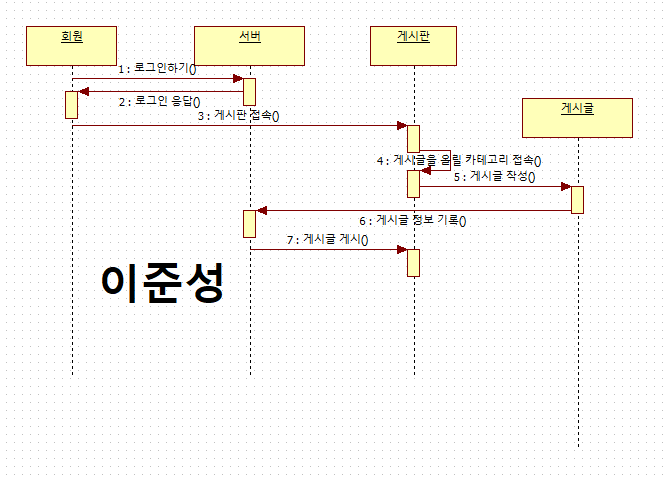 회원
서버
게시판
게시글
1 : 로그인하기()
2 : 로그인 응답()
3 : 게시판 접속()
4 : 게시글을 올릴 카테고리 접속()
5 : 게시글 작성()
6 : 게시글 정보 기록()
7 : 게시글 게시()
이준성